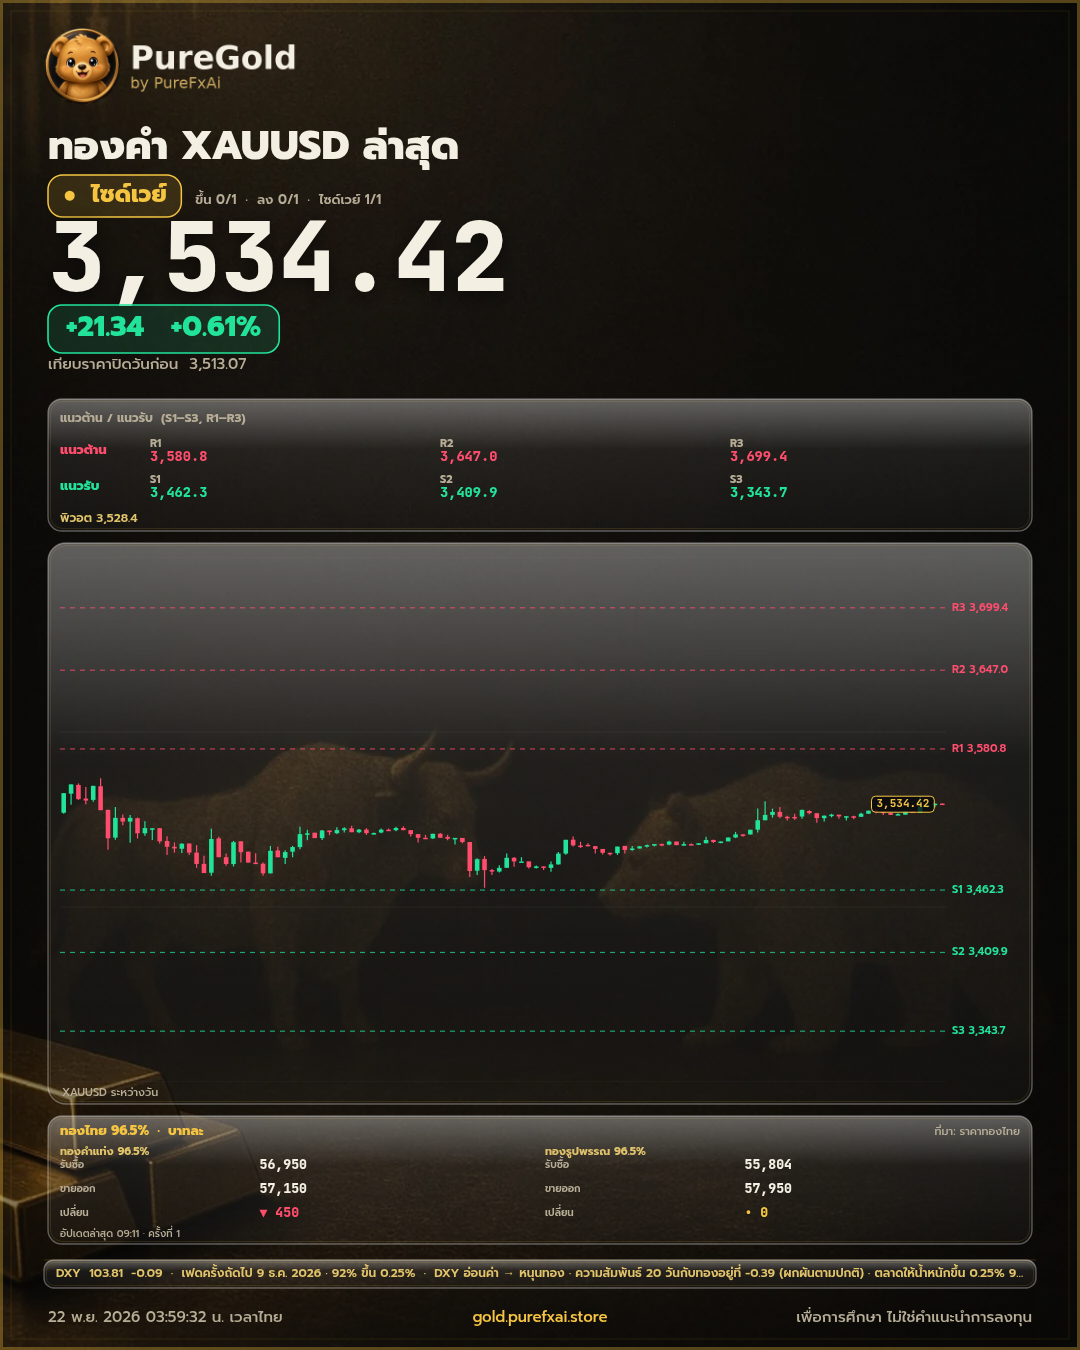 PureGold
by PureFxAi
ทองคำ XAUUSD ล่าสุด
• ไซด์เวย์ ขึ้น 0/1 · ลง 0/1 · ไซด์เวย์ 1/1
3,534.42
+21.34 +0.61%
เทียบราคาปิดวันก่อน 3,513.07
แนวต้าน / แนวรับ (S1–S3, R1–R3)
แนวต้าน R1 3,580.8 R2 3,647.0 R3 3,699.4
แนวรับ S1 3,462.3 S2 3,409.9 S3 3,343.7
พิวอต 3,528.4
R3 3,699.4
R2 3,647.0
R1 3,580.8
3,534.42
S1 3,462.3
S2 3,409.9
S3 3,343.7
XAUUSD ระหว่างวัน
ทองไทย 96.5% · บาทละ ที่มา: ราคาทองไทย
ทองคำแท่ง 96.5% ทองรูปพรรณ 96.5%
รับซื้อ 56,950 รับซื้อ 55,804
ขายออก 57,150 ขายออก 57,950
เปลี่ยน ▼ 450 เปลี่ยน • 0
อัปเดตล่าสุด 09:11 · ครั้งที่ 1
DXY 103.81 -0.09 · เฟดครั้งถัดไป 9 ธ.ค. 2026 · 92% ขึ้น 0.25% · DXY อ่อนค่า → หนุนทอง · ความสัมพันธ์ 20 วันกับทองอยู่ที่ -0.39 (ผกผันตามปกติ) · ตลาดให้น้ำหนักขึ้น 0.25% 9...
22 พ.ย. 2026 03:59:32 น. เวลาไทย gold.purefxai.store เพื่อการศึกษา ไม่ใช่คำแนะนำการลงทุน